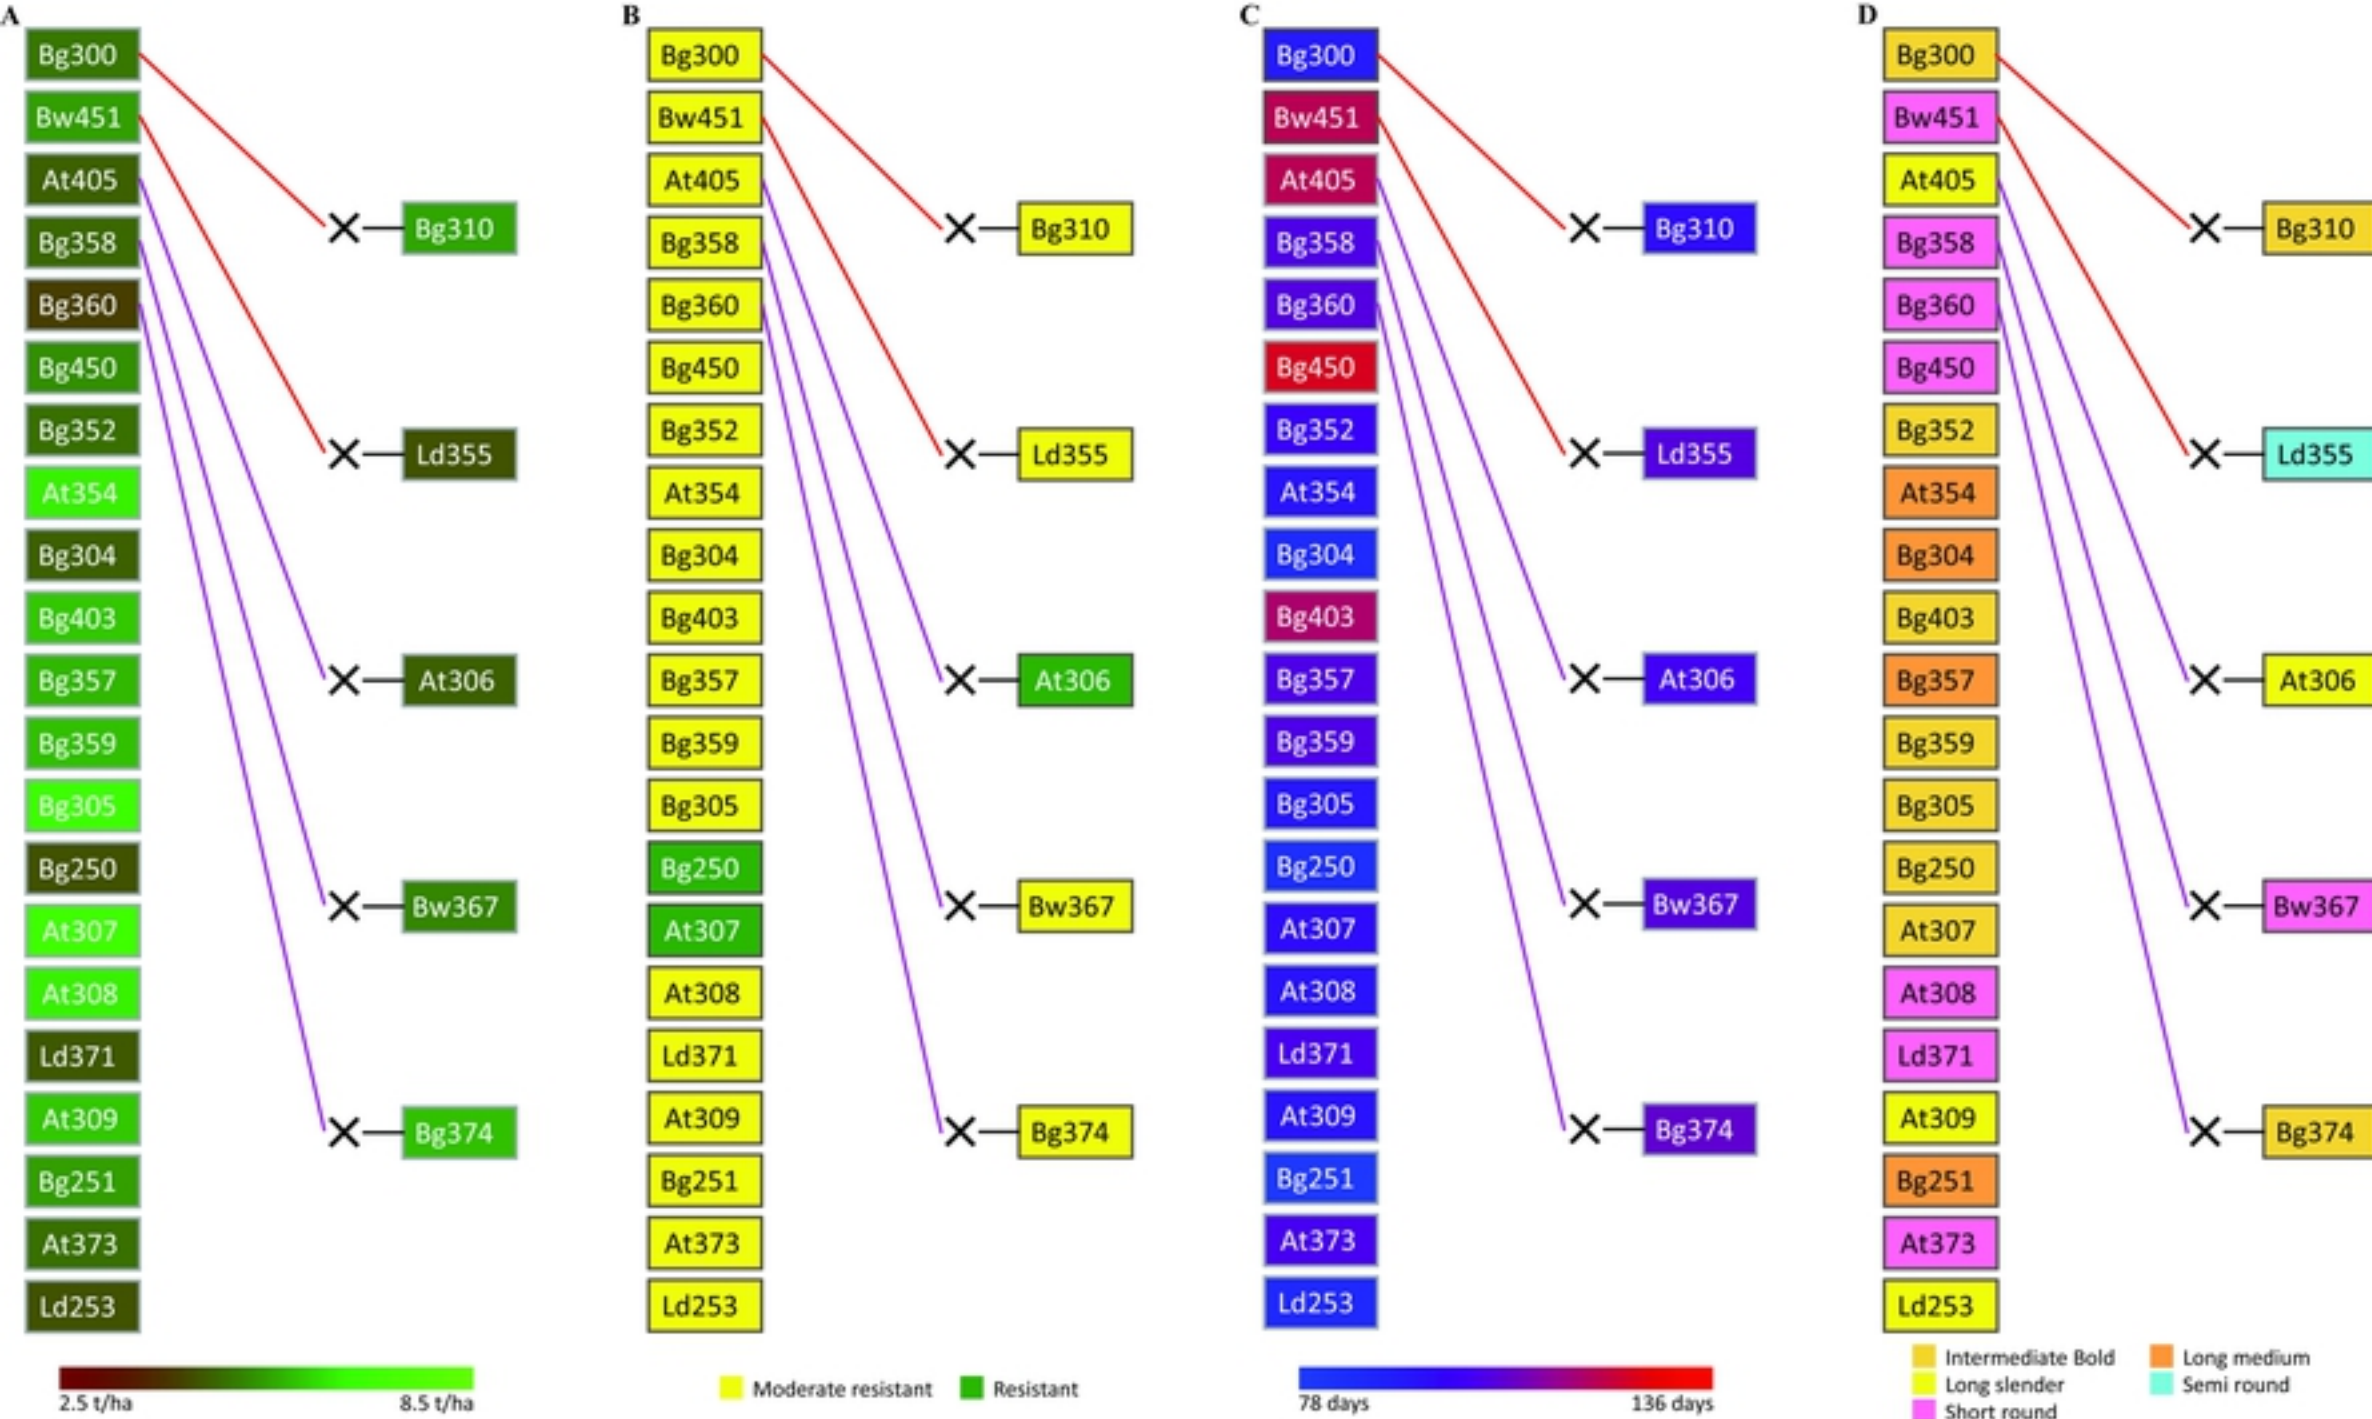 A
Bg300
Bw451
At405
Bg358
Bg360
Bg450
Bg352
At354
Bg304
Bg403
Bg357
Bg359
Bg305
Bg250
At307
At308
Ld371
At309
Bg251
At373
Ld253
Bg310
Ld355
At306
Bw367
Bg374
2.5 t/ha 8.5 t/ha
B
Bg300
Bw451
At405
Bg358
Bg360
Bg450
Bg352
At354
Bg304
Bg403
Bg357
Bg359
Bg305
Bg250
At307
At308
Ld371
At309
Bg251
At373
Ld253
Bg310
Ld355
At306
Bw367
Bg374
Moderate resistant Resistant
C
Bg300
Bw451
At405
Bg358
Bg360
Bg450
Bg352
At354
Bg304
Bg403
Bg357
Bg359
Bg305
Bg250
At307
At308
Ld371
At309
Bg251
At373
Ld253
Bg310
Ld355
At306
Bw367
Bg374
78 days 136 days
D
Bg300
Bw451
At405
Bg358
Bg360
Bg450
Bg352
At354
Bg304
Bg403
Bg357
Bg359
Bg305
Bg250
At307
At308
Ld371
At309
Bg251
At373
Ld253
Bg310
Ld355
At306
Bw367
Bg374
Intermediate Bold Long medium
Long slender Semi round
Short round